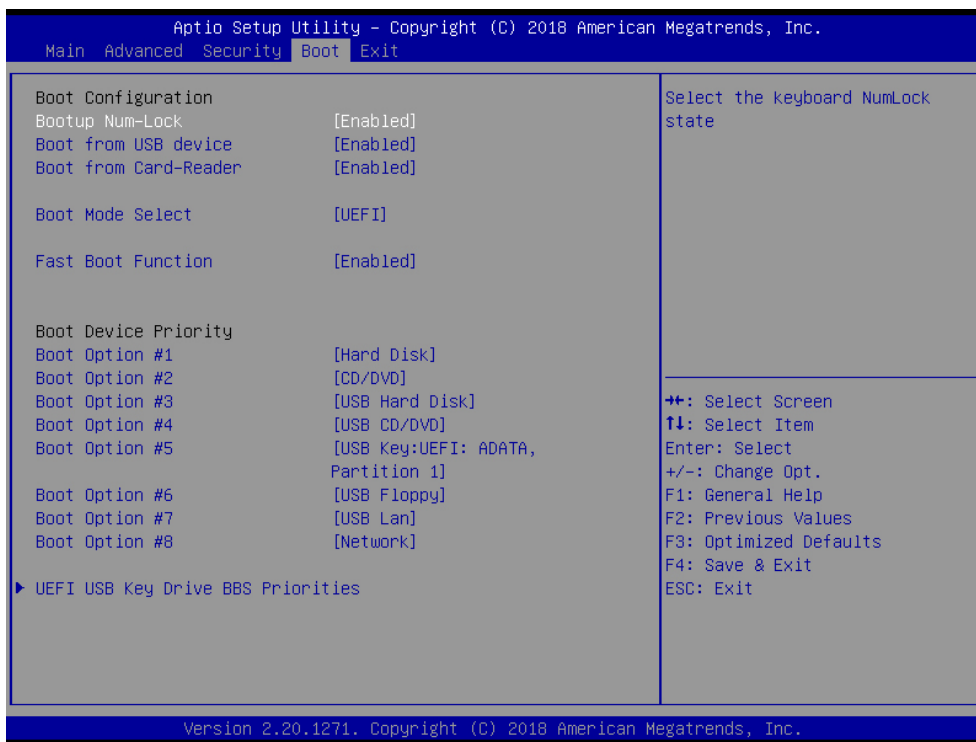 Aptio Setup Utility – Copyright (C) 2018 American Megatrends, Inc.
Main Advanced Security Boot Exit
Boot Configuration
Bootup Num-Lock [Enabled]
Boot from USB device [Enabled]
Boot from Card-Reader [Enabled]
Boot Mode Select [UEFI]
Fast Boot Function [Enabled]
Boot Device Priority
Boot Option #1 [Hard Disk]
Boot Option #2 [CD/DVD]
Boot Option #3 [USB Hard Disk]
Boot Option #4 [USB CD/DVD]
Boot Option #5 [USB Key:UEFI: ADATA,
Partition 1]
Boot Option #6 [USB Floppy]
Boot Option #7 [USB Lan]
Boot Option #8 [Network]
▶ UEFI USB Key Drive BBS Priorities
Select the keyboard NumLock
state
→←: Select Screen
↑↓: Select Item
Enter: Select
+/-: Change Opt.
F1: General Help
F2: Previous Values
F3: Optimized Defaults
F4: Save & Exit
ESC: Exit
Version 2.20.1271. Copyright (C) 2018 American Megatrends, Inc.